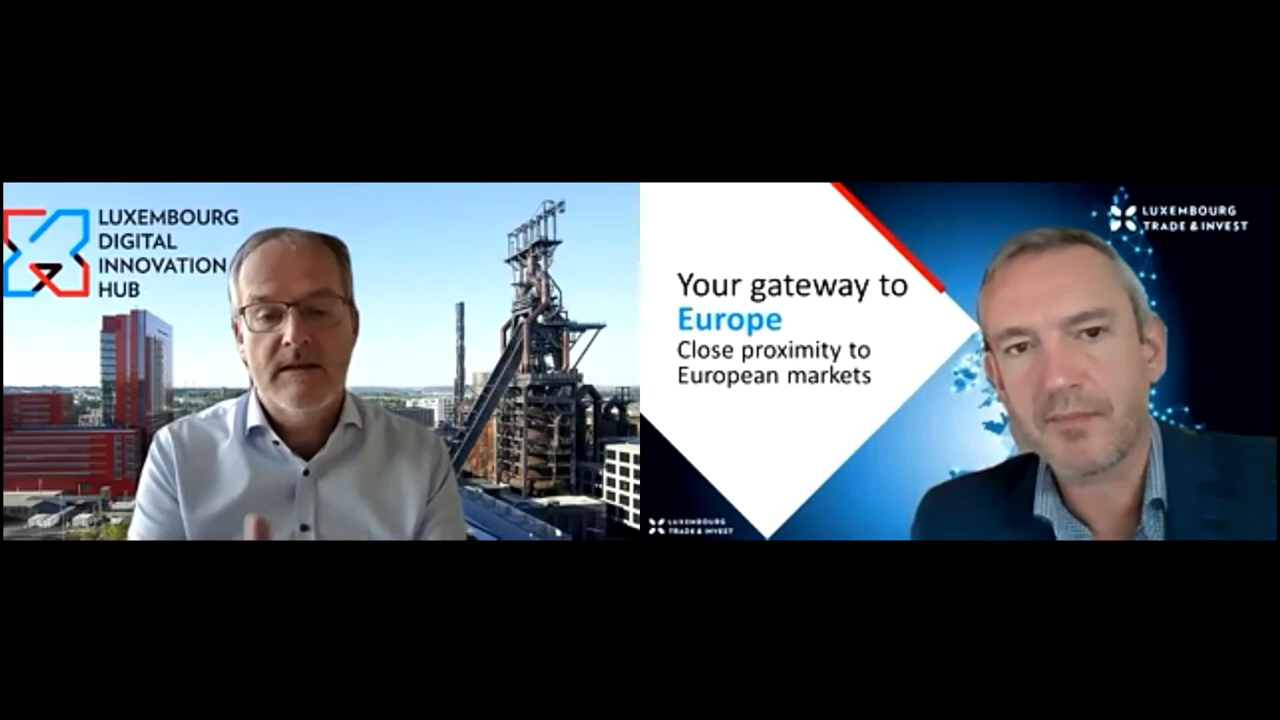 LUXEMBOURG
DIGITAL
INNOVATION
HUB
Your gateway to
Europe
Close proximity to
European markets
LUXEMBOURG
TRADE & INVEST
LUXEMBOURG
TRADE & INVEST